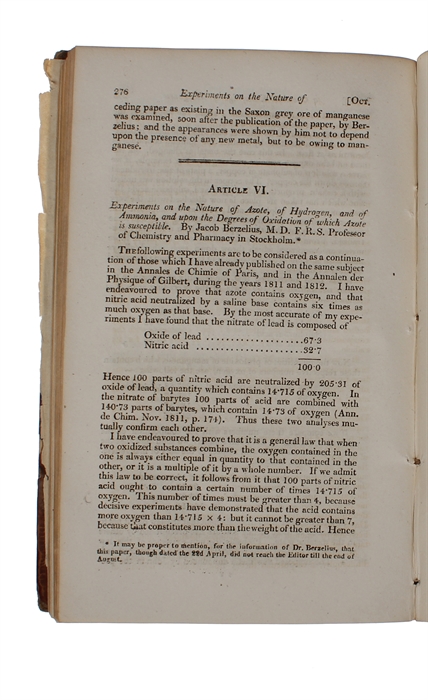 276 Experiments on the Nature of [Oct.
ceding paper as existing in the Saxon grey ore of manganese
was examined, soon after the publication of the paper, by Ber-
zelius; and the appearances were shown by him not to depend
upon the presence of any new metal, but to be owing to man-
ganese.
Article VI.
Experiments on the Nature of Azote, of Hydrogen, and of
Ammonia, and upon the Degrees of Oxidation of which Azote
is susceptible. By Jacob Berzelius, M. D. F. R. S. Professor
of Chemistry and Pharmacy in Stockholm.*
The following experiments are to be considered as a continua-
tion of those which I have already published on the same subject
in the Annales de Chimie of Paris, and in the Annalen der
Physique of Gilbert, during the years 1811 and 1812. I have
endeavoured to prove that azote contains oxygen, and that
nitric acid neutralized by a saline base contains six times as
much oxygen as that base. By the most accurate of my expe-
riments I have found that the nitrate of lead is composed of
Oxide of lead ....................67·3
Nitric acid ......................32·7
100·0
Hence 100 parts of nitric acid are neutralized by 205·31 of
oxide of lead, a quantity which contains 14·715 of oxygen. In
the nitrate of barytes 100 parts of acid are combined with
140·73 parts of barytes, which contain 14·73 of oxygen (Ann.
de Chim. Nov. 1811, p. 174). Thus these two analyses mu-
tually confirm each other.
I have endeavoured to prove that it is a general law that when
two oxidized substances combine, the oxygen contained in the
one is always either equal in quantity to that contained in the
other, or it is a multiple of it by a whole number. If we admit
this law to be correct, it follows from it that 100 parts of nitric
acid ought to contain a certain number of times 14·715 of
oxygen. This number of times must be greater than 4, because
decisive experiments have demonstrated that the acid contains
more oxygen than 14·715 × 4: but it cannot be greater than 7,
because that constitutes more than the weight of the acid. Hence
* It may be proper to mention, for the information of Dr. Berzelius, that
this paper, though dated the 22d April, did not reach the Editor till the end of
August.